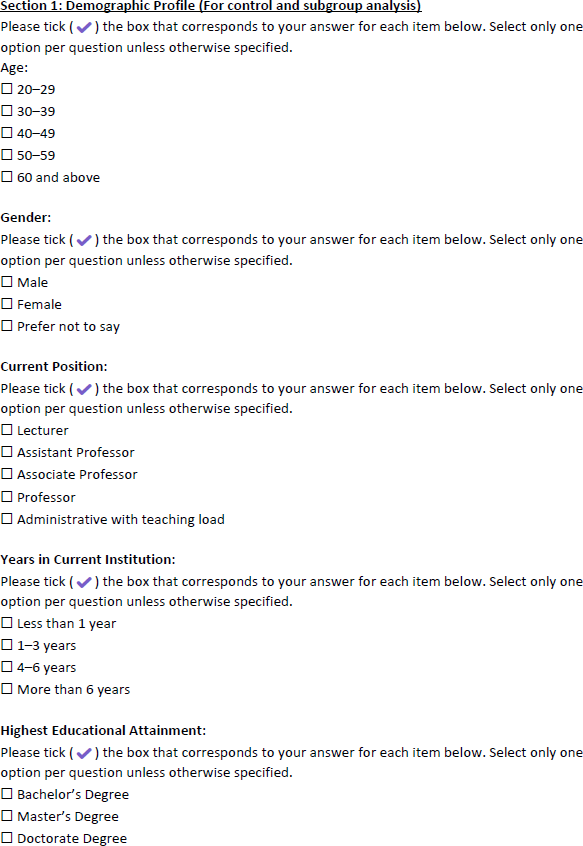 Section 1: Demographic Profile (For control and subgroup analysis)
Please tick (✔) the box that corresponds to your answer for each item below. Select only one
option per question unless otherwise specified.
Age:
☐ 20–29
☐ 30–39
☐ 40–49
☐ 50–59
☐ 60 and above
Gender:
Please tick (✔) the box that corresponds to your answer for each item below. Select only one
option per question unless otherwise specified.
☐ Male
☐ Female
☐ Prefer not to say
Current Position:
Please tick (✔) the box that corresponds to your answer for each item below. Select only one
option per question unless otherwise specified.
☐ Lecturer
☐ Assistant Professor
☐ Associate Professor
☐ Professor
☐ Administrative with teaching load
Years in Current Institution:
Please tick (✔) the box that corresponds to your answer for each item below. Select only one
option per question unless otherwise specified.
☐ Less than 1 year
☐ 1–3 years
☐ 4–6 years
☐ More than 6 years
Highest Educational Attainment:
Please tick (✔) the box that corresponds to your answer for each item below. Select only one
option per question unless otherwise specified.
☐ Bachelor’s Degree
☐ Master’s Degree
☐ Doctorate Degree